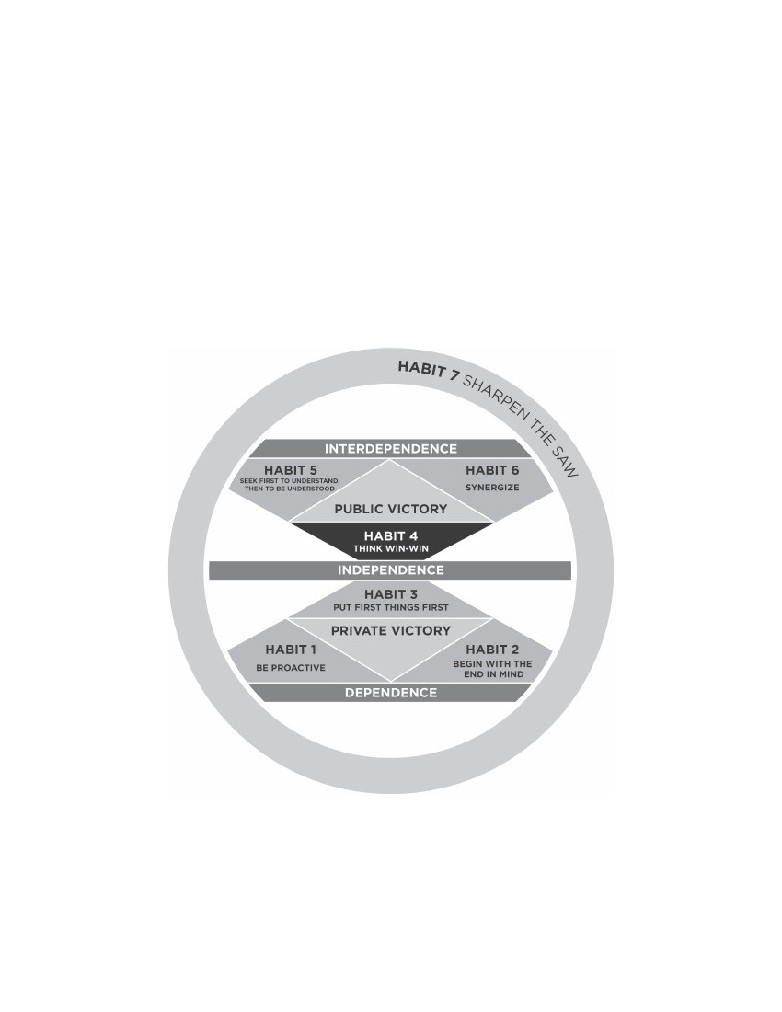 HABIT 7 SHARPEN THE SAW
INTERDEPENDENCE
HABIT 5
SEEK FIRST TO UNDERSTAND,
THEN TO BE UNDERSTOOD
HABIT 6
SYNERGIZE
PUBLIC VICTORY
HABIT 4
THINK WIN-WIN
INDEPENDENCE
HABIT 3
PUT FIRST THINGS FIRST
PRIVATE VICTORY
HABIT 1
BE PROACTIVE
HABIT 2
BEGIN WITH THE
END IN MIND
DEPENDENCE